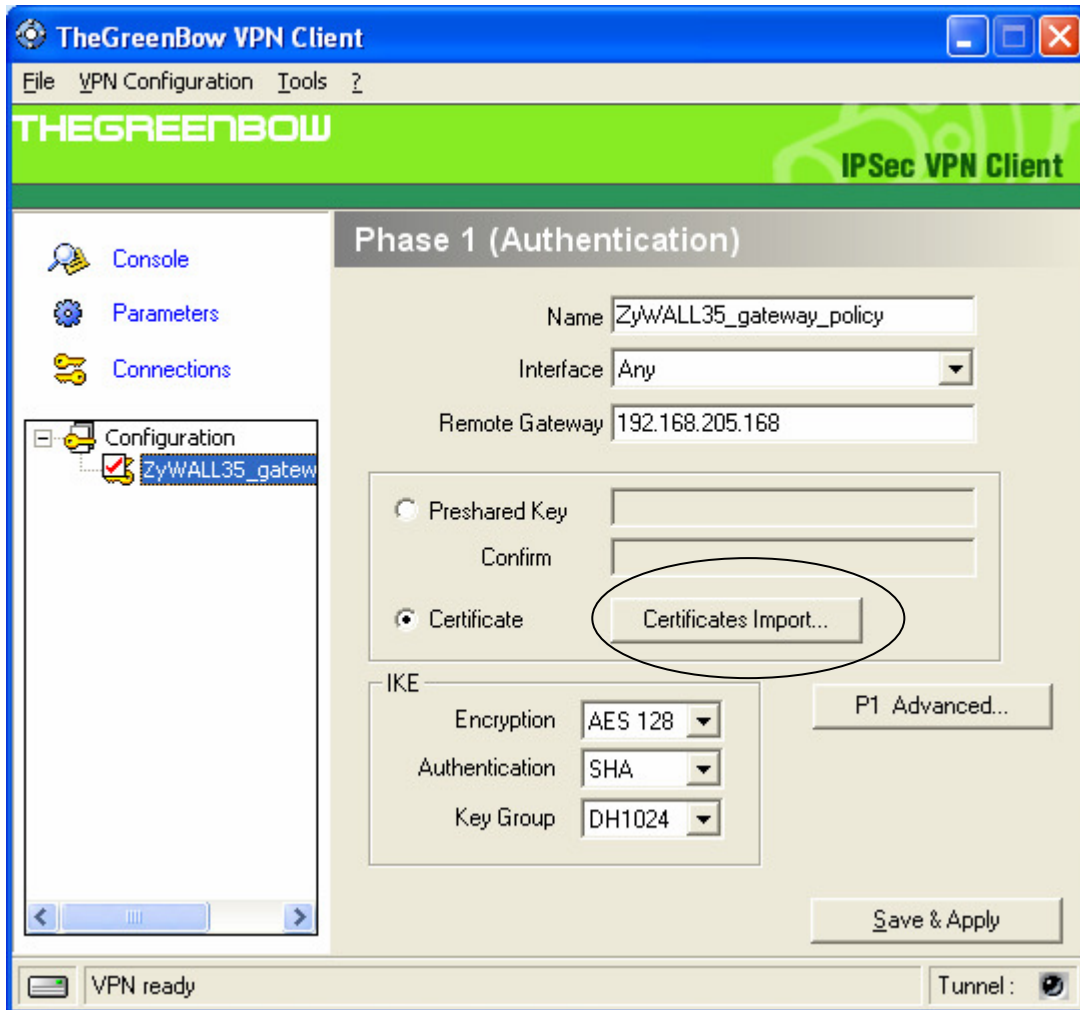 TheGreenBow VPN Client
File VPN Configuration Tools ?
THEGREENBOW
IPSec VPN Client
Console
Parameters
Connections
Configuration
ZyWALL35_gatew
Phase 1 (Authentication)
Name ZyWALL35_gateway_policy
Interface Any
Remote Gateway 192.168.205.168
Preshared Key
Confirm
Certificate Certificates Import...
IKE
Encryption AES 128
Authentication SHA
Key Group DH1024
P1 Advanced...
Save & Apply
VPN ready Tunnel :